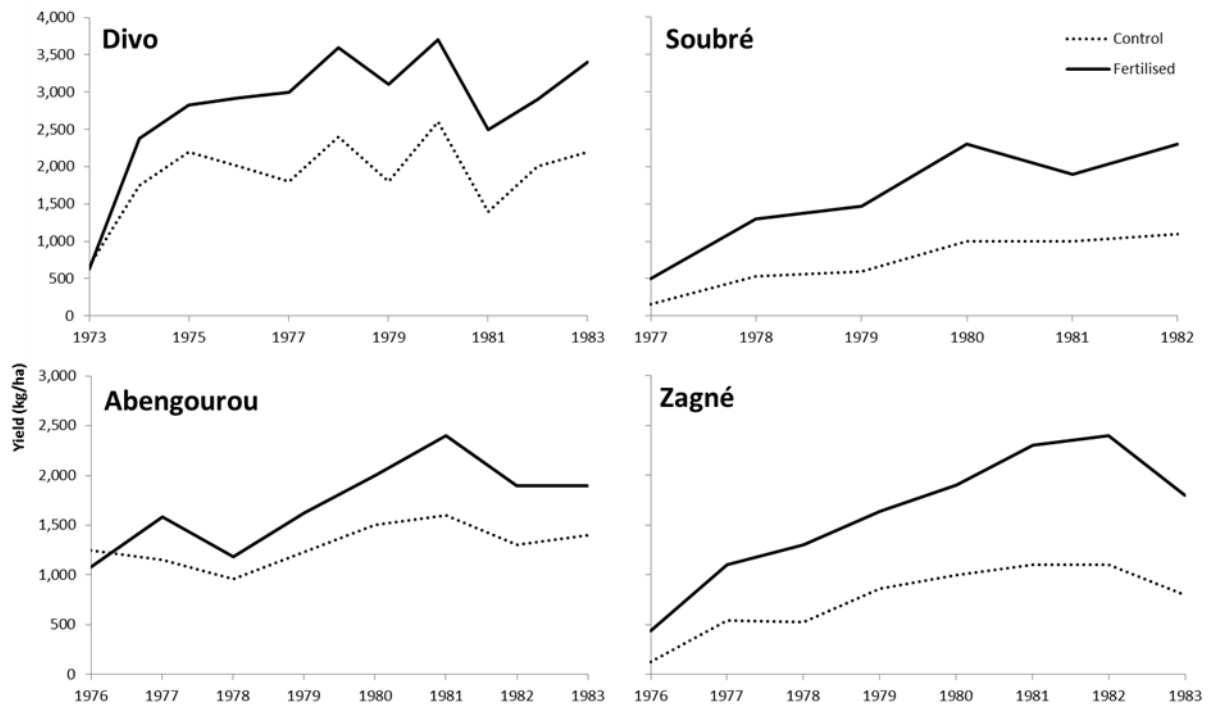 Divo
4,000
3,500
3,000
2,500
2,000
1,500
1,000
500
0
1973 1975 1977 1979 1981 1983
Soubré
Control
Fertilised
1977 1978 1979 1980 1981 1982
Yield (kg/ha)
Abengourou
3,000
2,500
2,000
1,500
1,000
500
0
1976 1977 1978 1979 1980 1981 1982 1983
Zagné
1976 1977 1978 1979 1980 1981 1982 1983